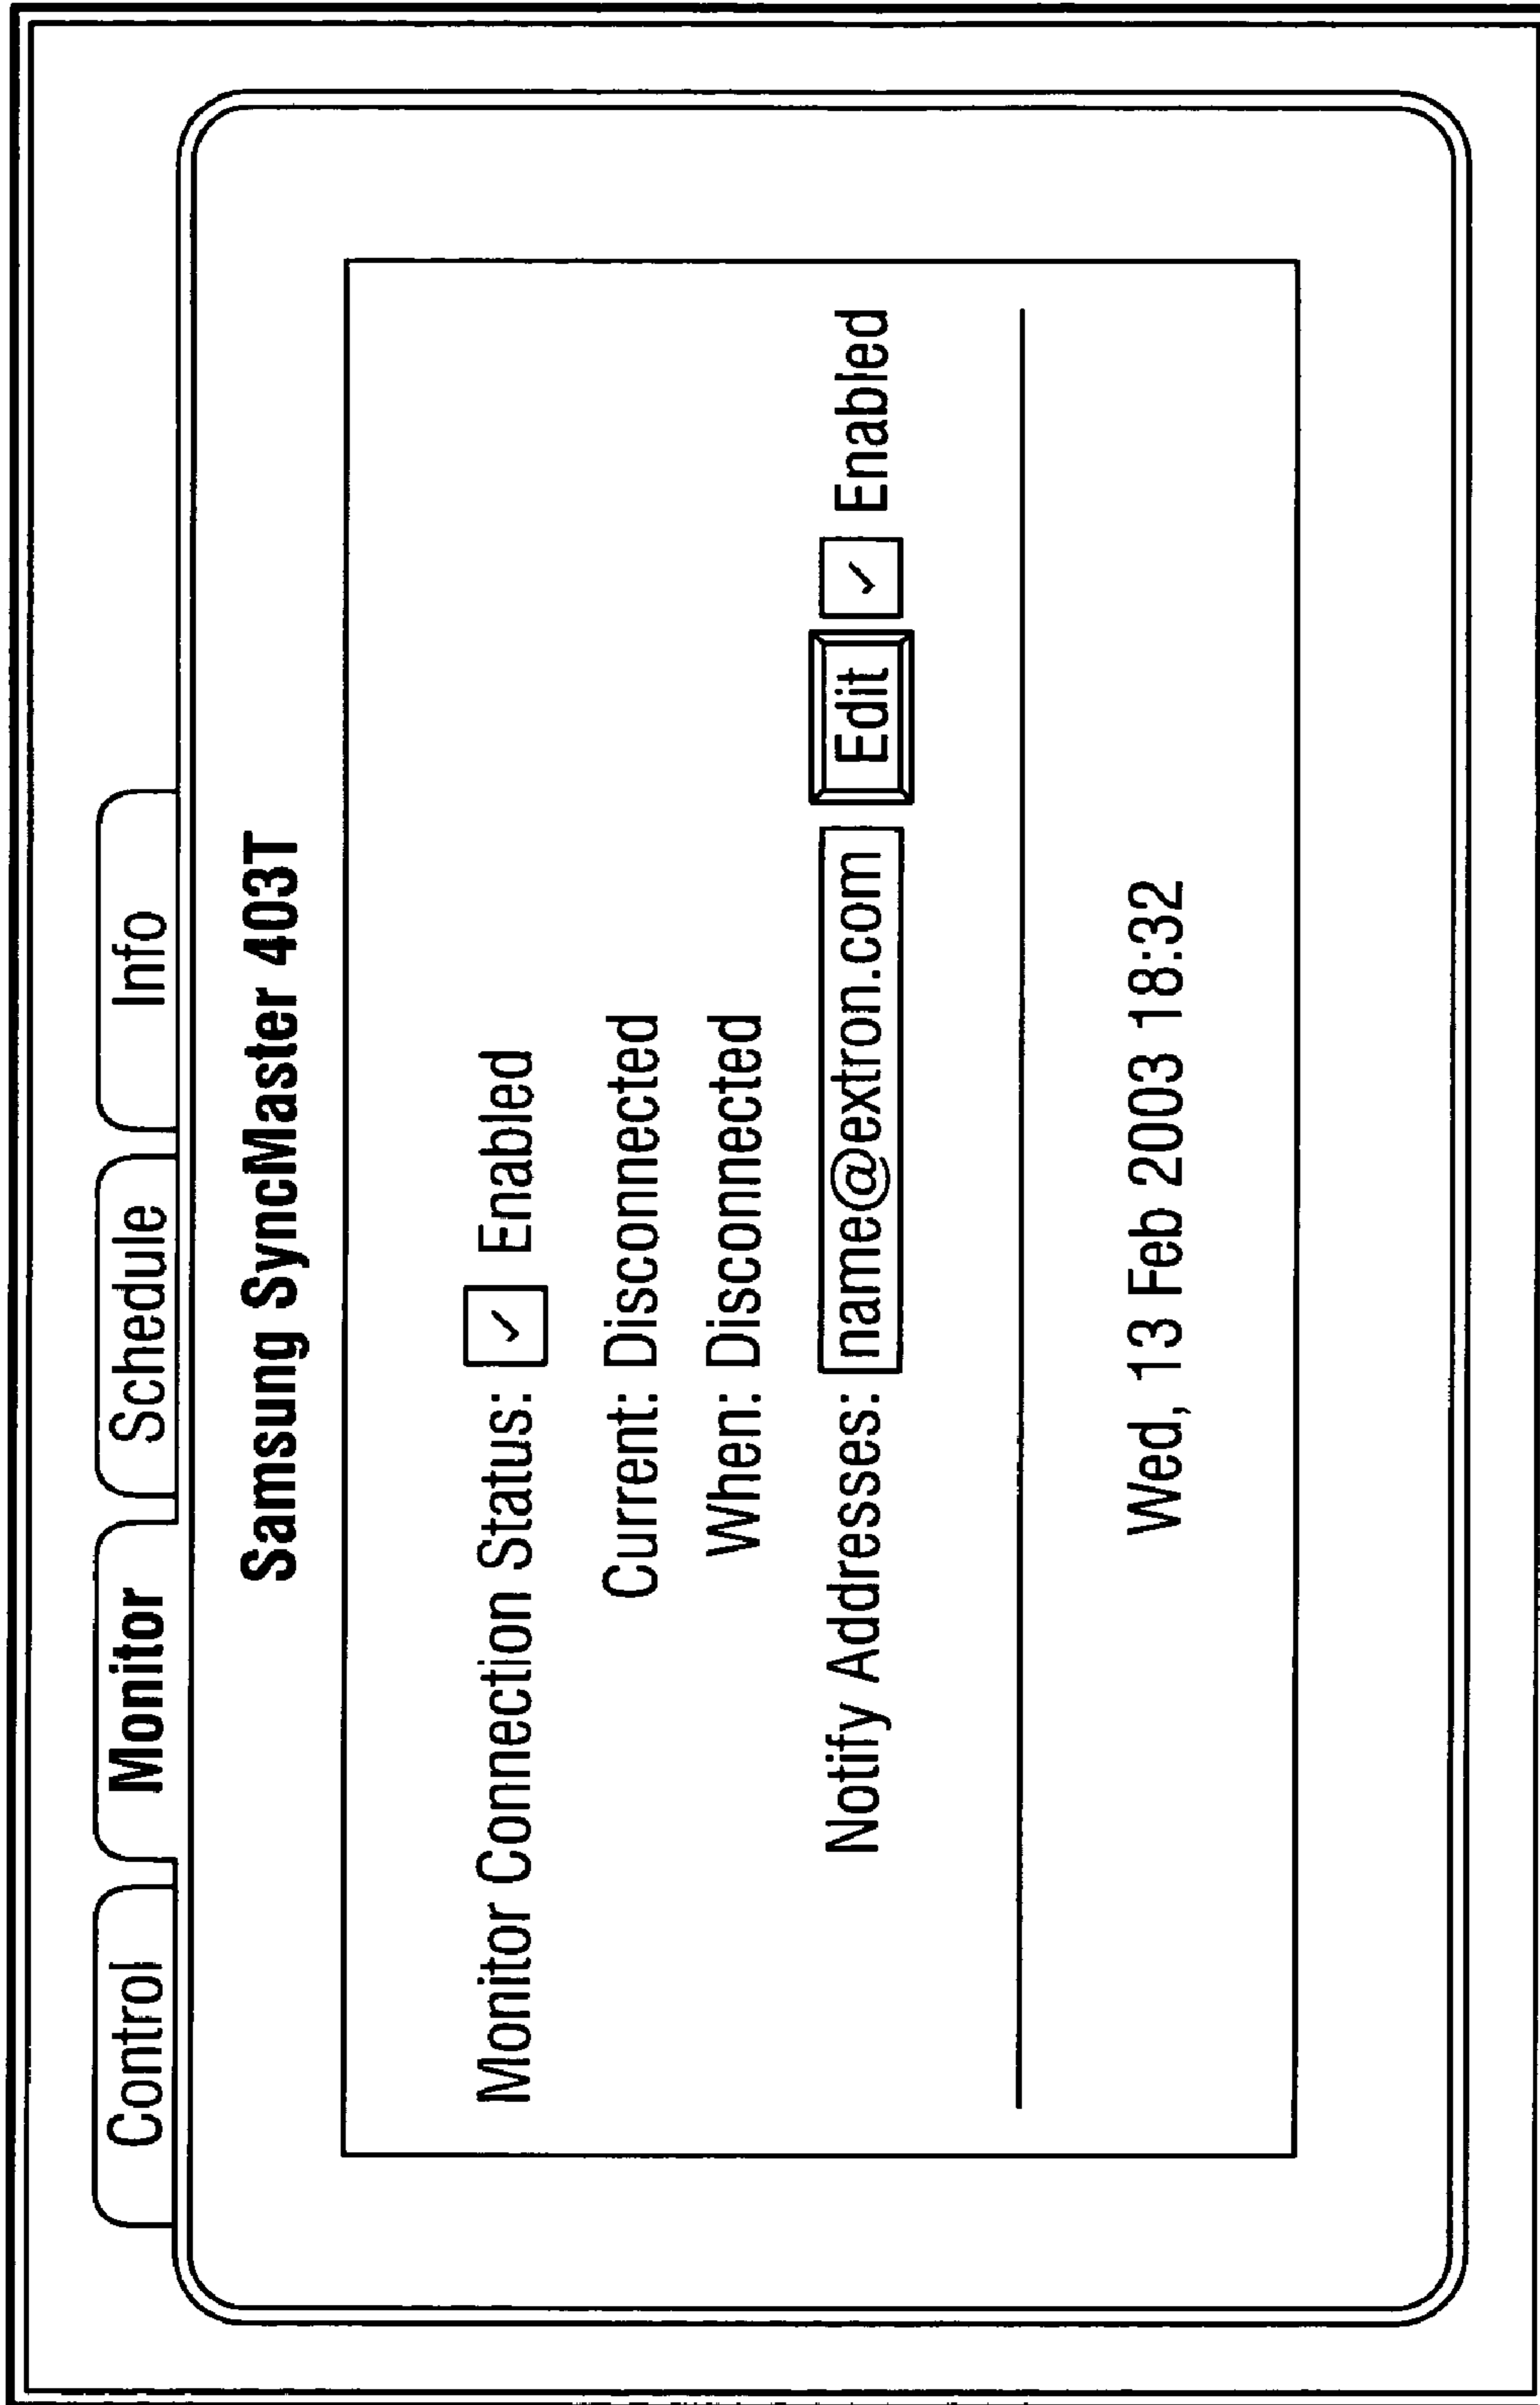 Control Monitor Schedule Info
Samsung SyncMaster 403T
Monitor Connection Status: ✓ Enabled
Current: Disconnected
When: Disconnected
Notify Addresses: name@extron.com Edit ✓ Enabled
Wed, 13 Feb 2003 18:32